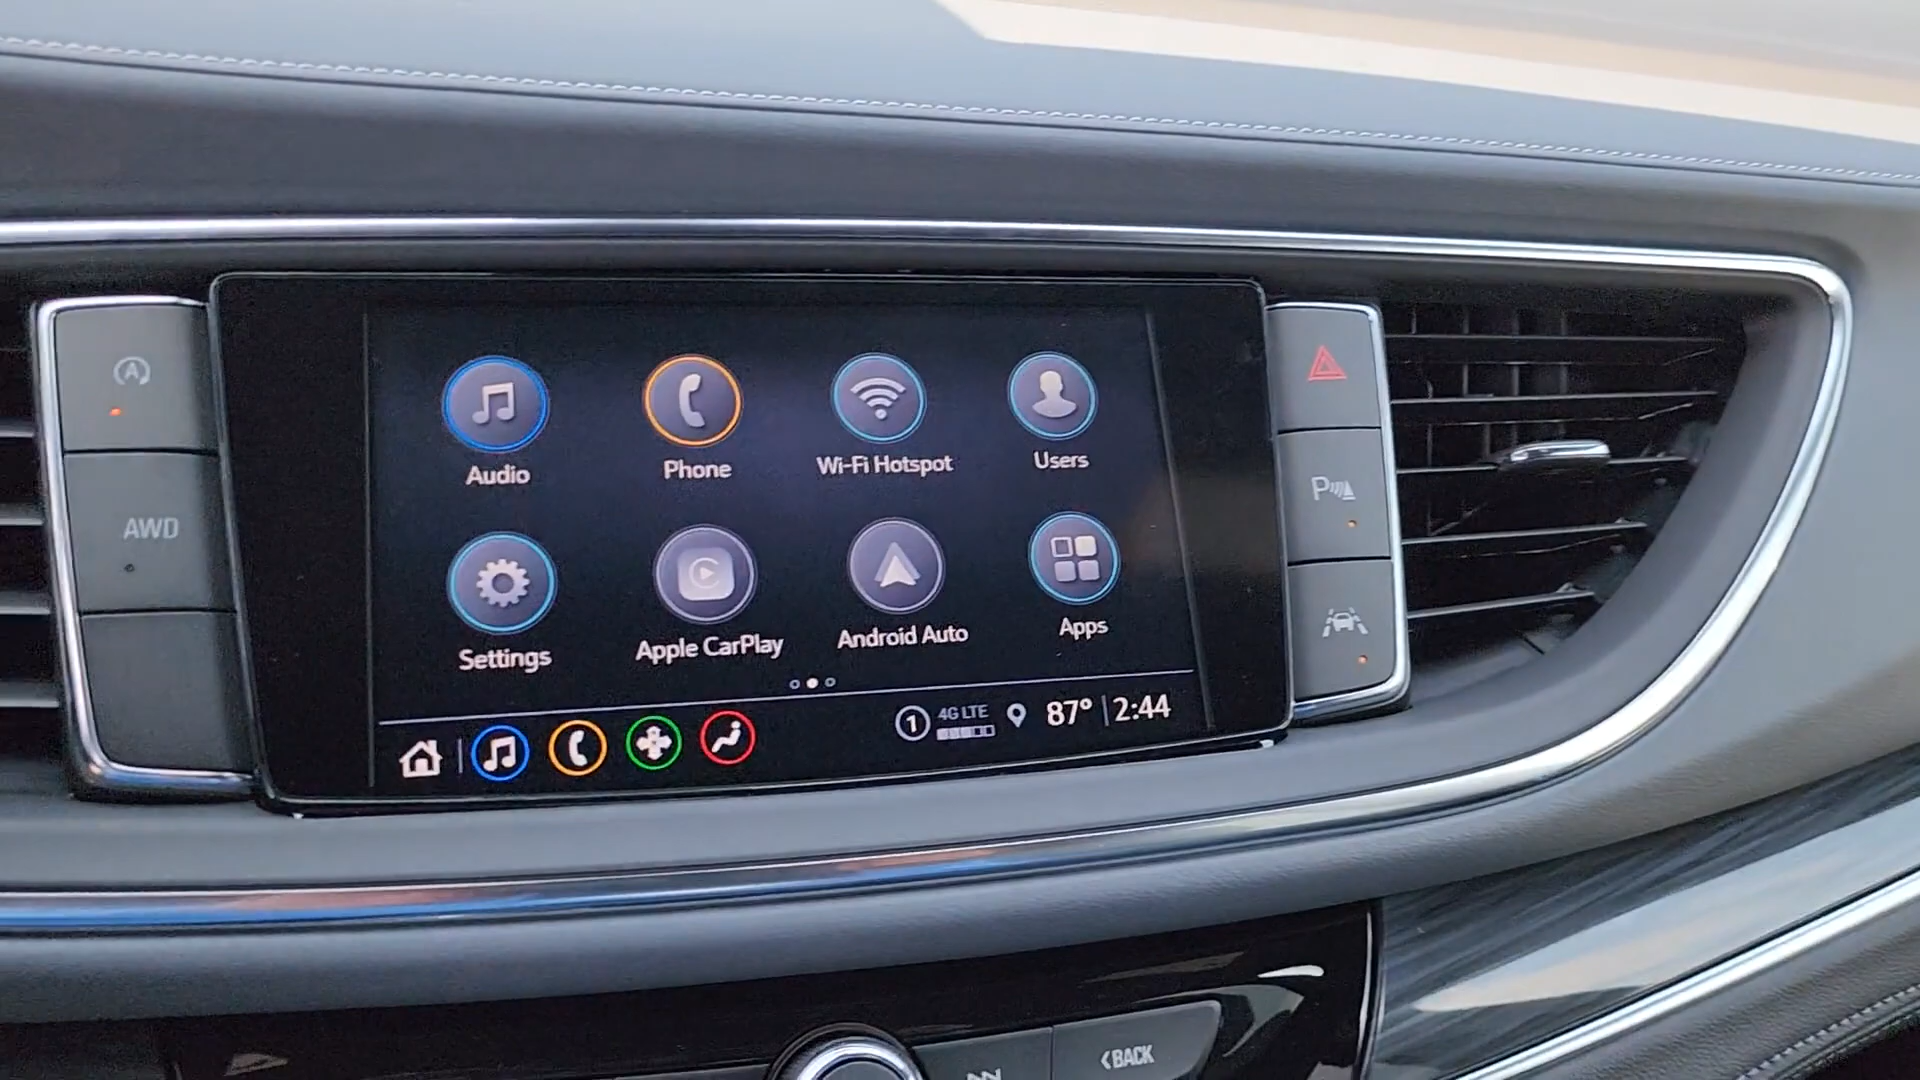 A
AWD
Audio
Phone
Wi-Fi Hotspot
Users
Settings
Apple CarPlay
Android Auto
Apps
1
4G LTE
87°
2:44
P
BACK